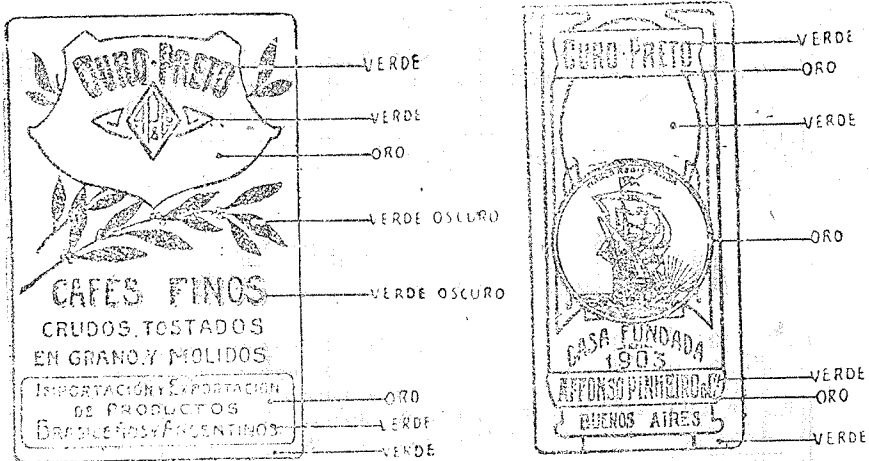 OURO-PRETO
CAFÉS FINOS
CRUDOS, TOSTADOS
EN GRANO, Y MOLIDOS
IMPORTACIÓN Y EXPORTACIÓN
DE PRODUCTOS
BRASILEÑOS Y ARGENTINOS
VERDE
VERDE
ORO
VERDE OSCURO
VERDE OSCURO
ORO
VERDE
VERDE
OURO-PRETO
CASA FUNDADA
1903
AFFONSO PINHEIRO & Cª
BUENOS AIRES
VERDE
ORO
VERDE
ORO
VERDE
ORO
VERDE